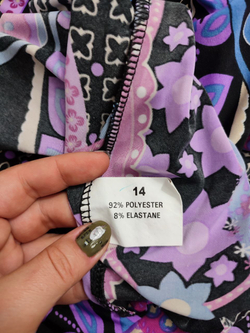 14
92% POLYESTER
8% ELASTANE